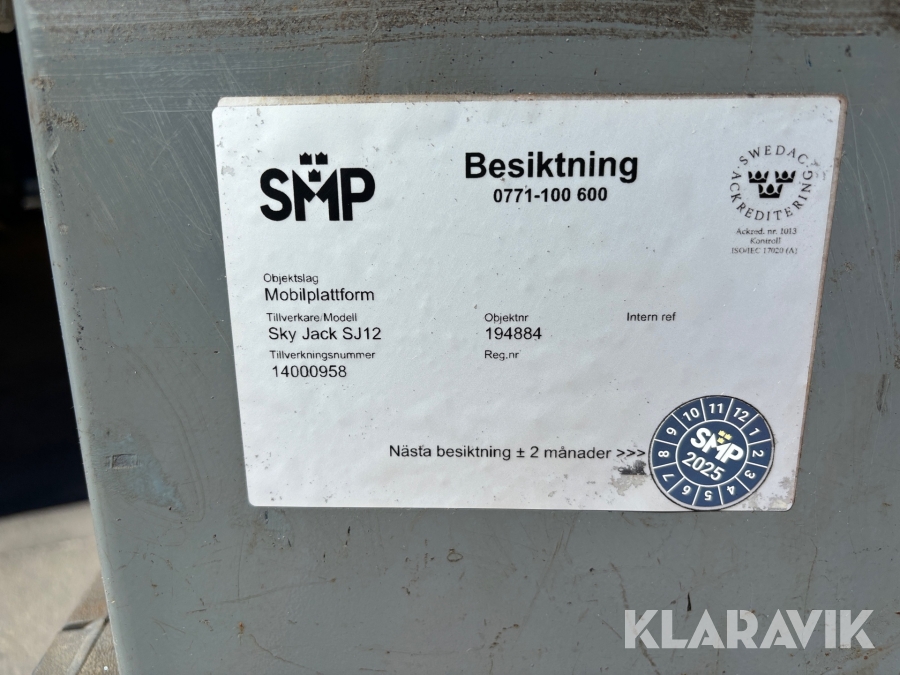 SMP
Besiktning
0771-100 600
SWEDAC
ACKREDITERING
Ackred. nr. 1013
Kontroll
ISO/IEC 17020 (A)
Objektslag
Mobilplattform
Tillverkare/Modell
Sky Jack SJ12
Objektnr
194884
Intern ref
Tillverkningsnummer
14000958
Reg.nr
Nästa besiktning ± 2 månader >>>
1 2 3 4 5 6 7 8 9 10 11 12
SMP
2025
KLARAVIK